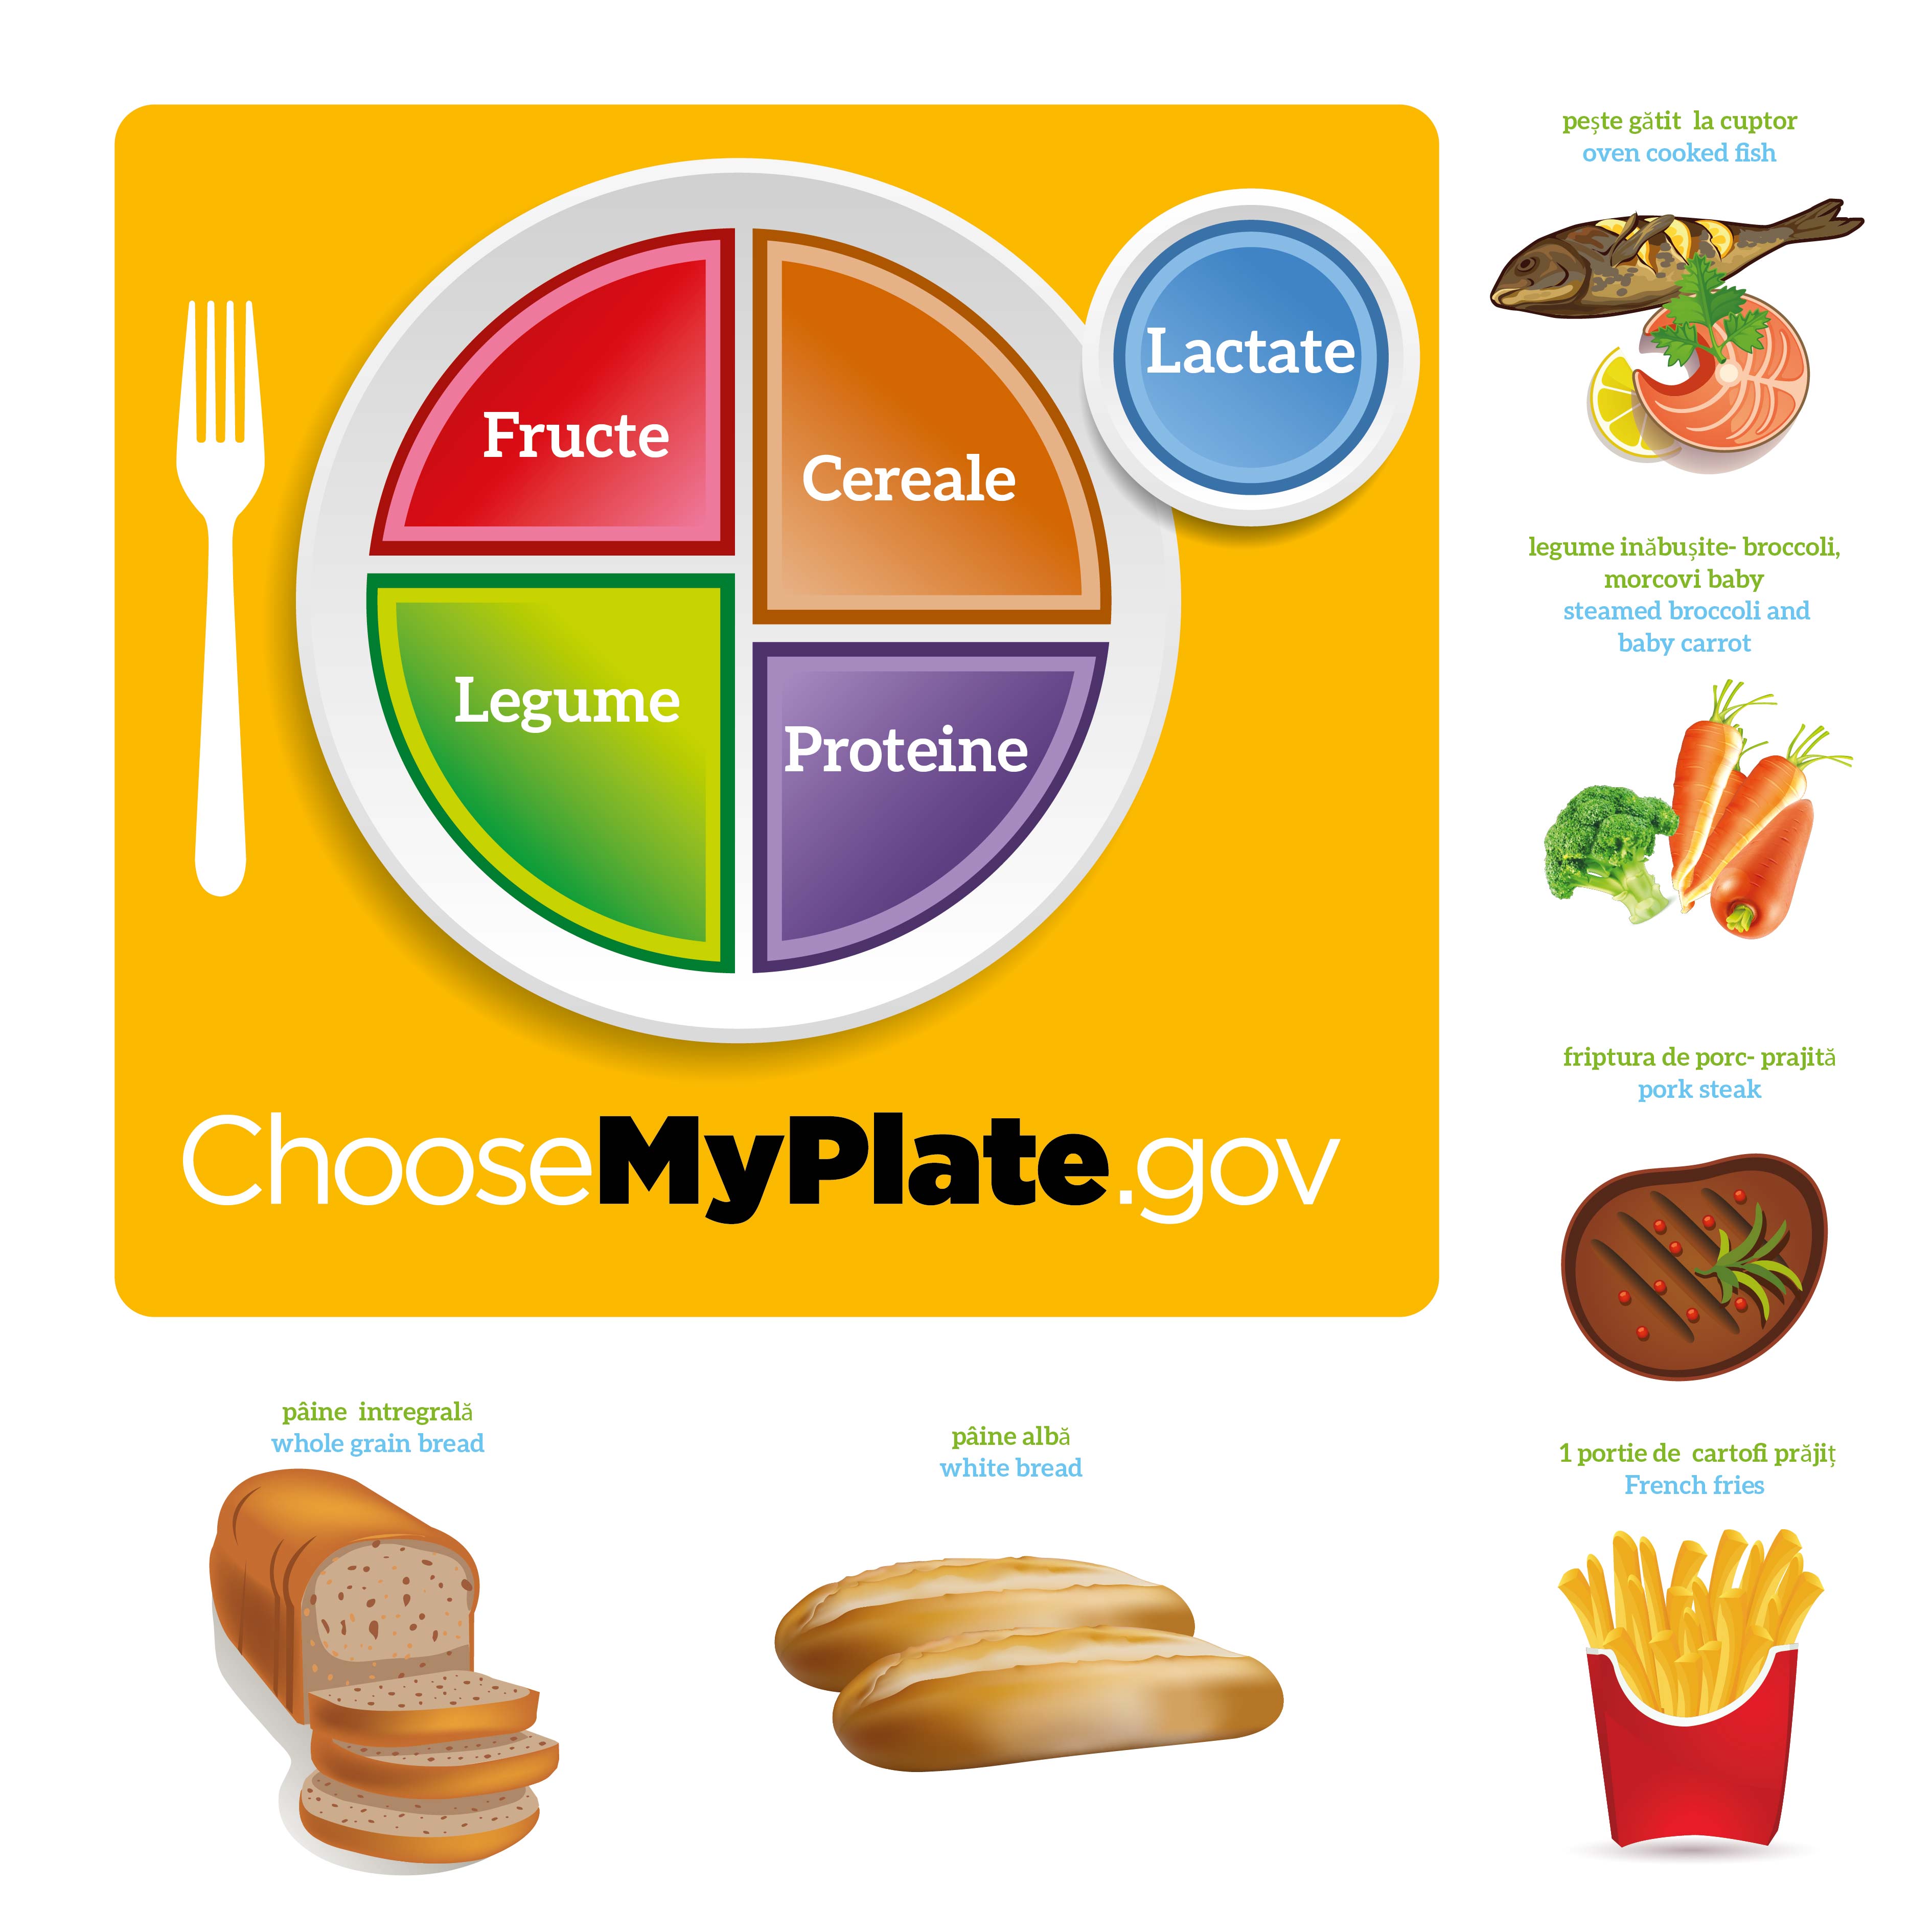 Fructe
Cereale
Lactate
Legume
Proteine
ChooseMyPlate.gov
pește gătit la cuptor
oven cooked fish
legume inăbușite- broccoli,
morcovi baby
steamed broccoli and
baby carrot
friptura de porc- prajită
pork steak
1 portie de cartofi prăjiț
French fries
pâine intregrală
whole grain bread
pâine albă
white bread